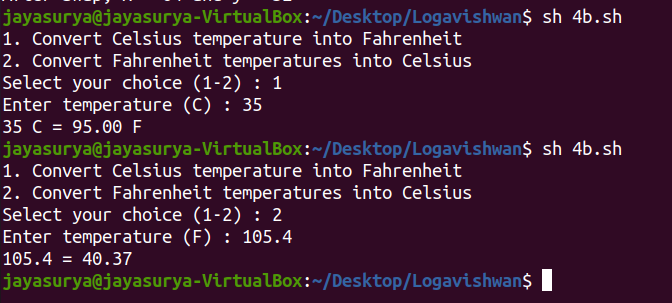 jayasurya@jayasurya-VirtualBox:~/Desktop/Logavishwan$ sh 4b.sh
1. Convert Celsius temperature into Fahrenheit
2. Convert Fahrenheit temperatures into Celsius
Select your choice (1-2) : 1
Enter temperature (C) : 35
35 C = 95.00 F
jayasurya@jayasurya-VirtualBox:~/Desktop/Logavishwan$ sh 4b.sh
1. Convert Celsius temperature into Fahrenheit
2. Convert Fahrenheit temperatures into Celsius
Select your choice (1-2) : 2
Enter temperature (F) : 105.4
105.4 = 40.37
jayasurya@jayasurya-VirtualBox:~/Desktop/Logavishwan$